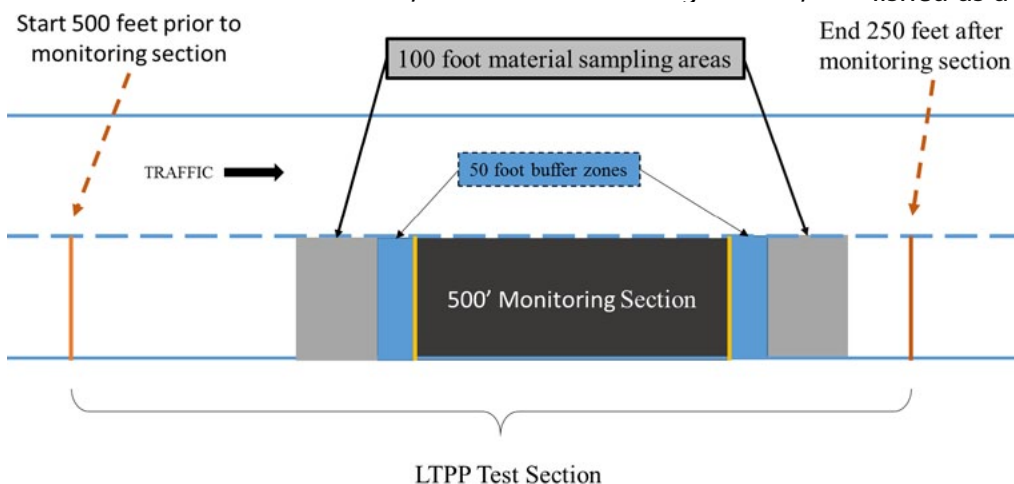 Start 500 feet prior to
monitoring section
End 250 feet after
monitoring section
100 foot material sampling areas
TRAFFIC
50 foot buffer zones
500’ Monitoring Section
LTPP Test Section